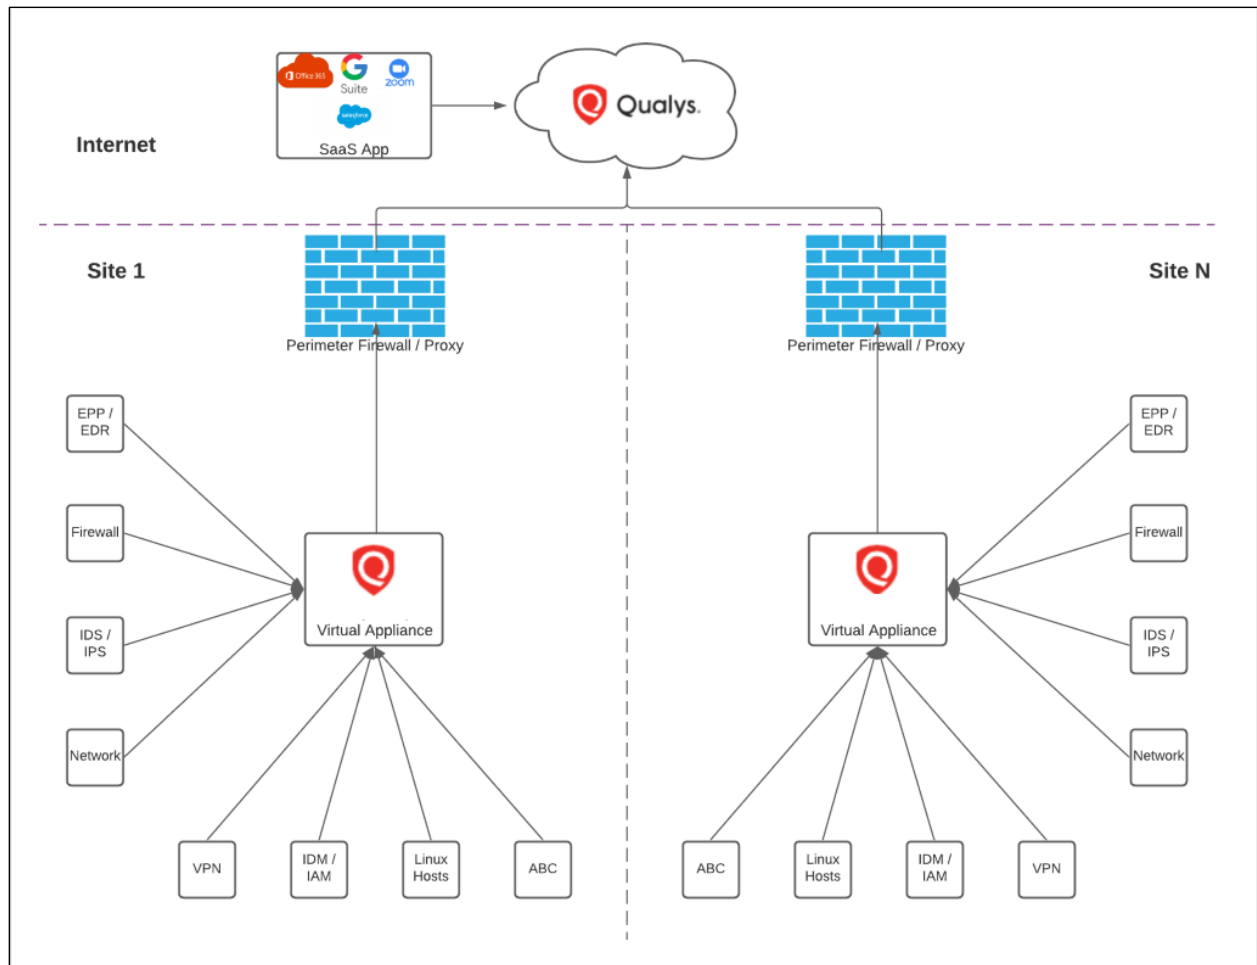 Office 365
G
Suite
zoom
salesforce
SaaS App
Qualys.
Internet
Site 1
Site N
Perimeter Firewall / Proxy
Perimeter Firewall / Proxy
EPP /
EDR
Firewall
IDS /
IPS
Network
Virtual Appliance
VPN
IDM /
IAM
Linux
Hosts
ABC
EPP /
EDR
Firewall
IDS /
IPS
Network
Virtual Appliance
ABC
Linux
Hosts
IDM /
IAM
VPN